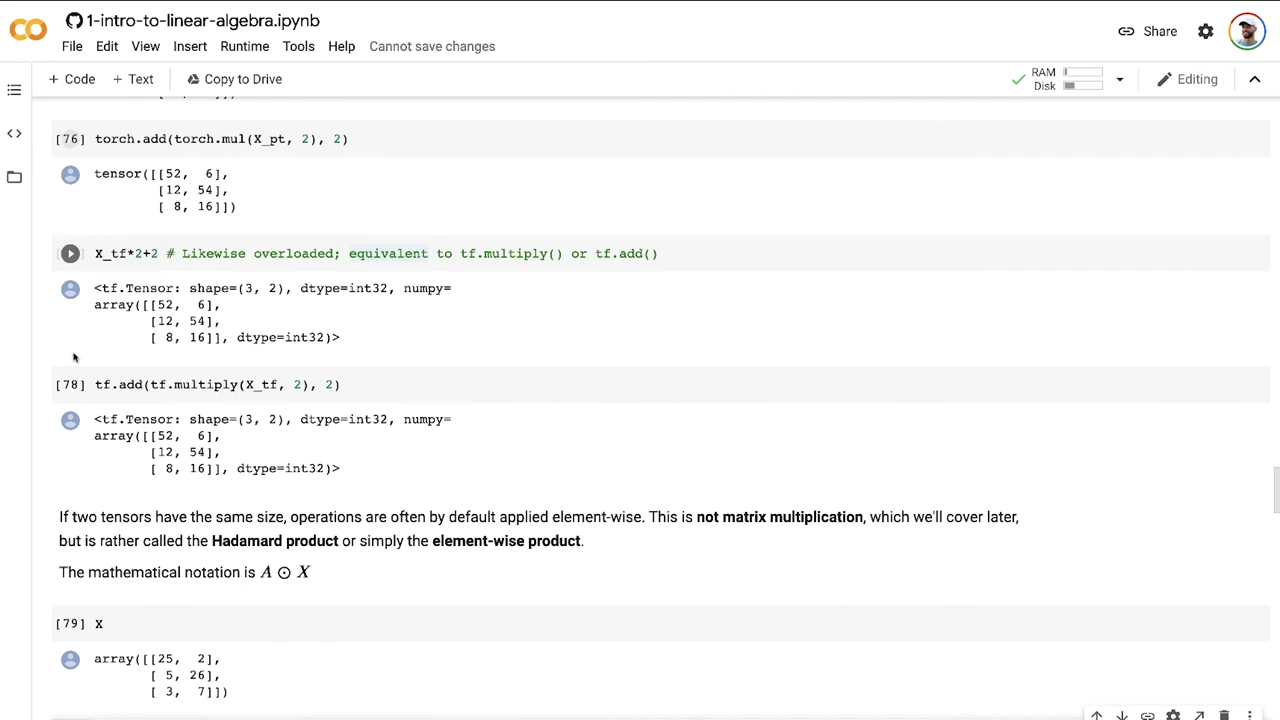 1-intro-to-linear-algebra.ipynb
File Edit View Insert Runtime Tools Help Cannot save changes
Share
+ Code + Text Copy to Drive
RAM
Disk
Editing
[76] torch.add(torch.mul(X_pt, 2), 2)
tensor([[52,  6],
        [12, 54],
        [ 8, 16]])
X_tf*2+2 # Likewise overloaded; equivalent to tf.multiply() or tf.add()
<tf.Tensor: shape=(3, 2), dtype=int32, numpy=
array([[52,  6],
       [12, 54],
       [ 8, 16]], dtype=int32)>
[78] tf.add(tf.multiply(X_tf, 2), 2)
<tf.Tensor: shape=(3, 2), dtype=int32, numpy=
array([[52,  6],
       [12, 54],
       [ 8, 16]], dtype=int32)>
If two tensors have the same size, operations are often by default applied element-wise. This is not matrix multiplication, which we'll cover later,
but is rather called the Hadamard product or simply the element-wise product.
The mathematical notation is A ⊙ X
[79] X
array([[25,  2],
       [ 5, 26],
       [ 3,  7]])